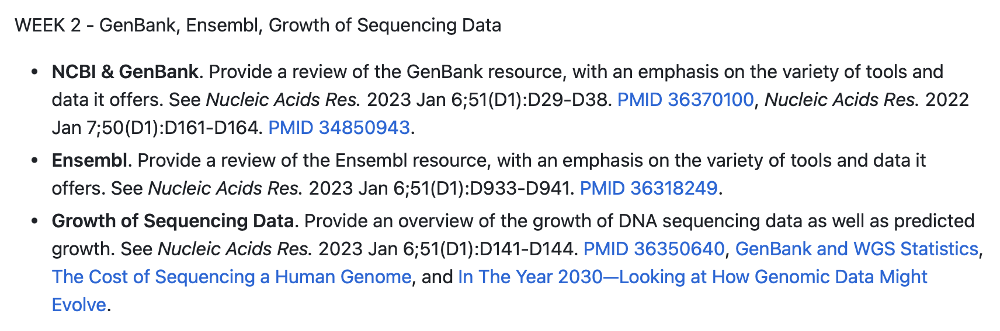 WEEK 2 - GenBank, Ensembl, Growth of Sequencing Data
• NCBI & GenBank. Provide a review of the GenBank resource, with an emphasis on the variety of tools and
data it offers. See Nucleic Acids Res. 2023 Jan 6;51(D1):D29-D38. PMID 36370100, Nucleic Acids Res. 2022
Jan 7;50(D1):D161-D164. PMID 34850943.
• Ensembl. Provide a review of the Ensembl resource, with an emphasis on the variety of tools and data it
offers. See Nucleic Acids Res. 2023 Jan 6;51(D1):D933-D941. PMID 36318249.
• Growth of Sequencing Data. Provide an overview of the growth of DNA sequencing data as well as predicted
growth. See Nucleic Acids Res. 2023 Jan 6;51(D1):D141-D144. PMID 36350640, GenBank and WGS Statistics,
The Cost of Sequencing a Human Genome, and In The Year 2030—Looking at How Genomic Data Might
Evolve.